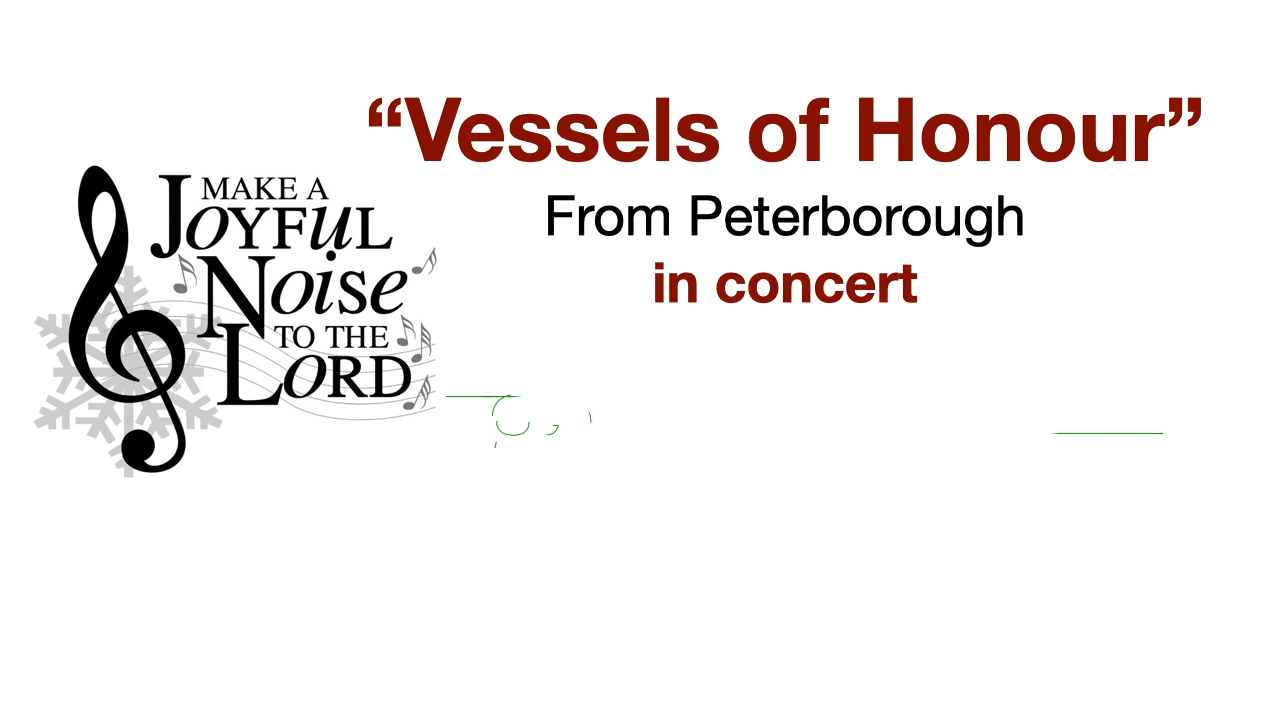 “Vessels of Honour”
From Peterborough
in concert
MAKE A
JOYFUL
NOISE
TO THE
LORD